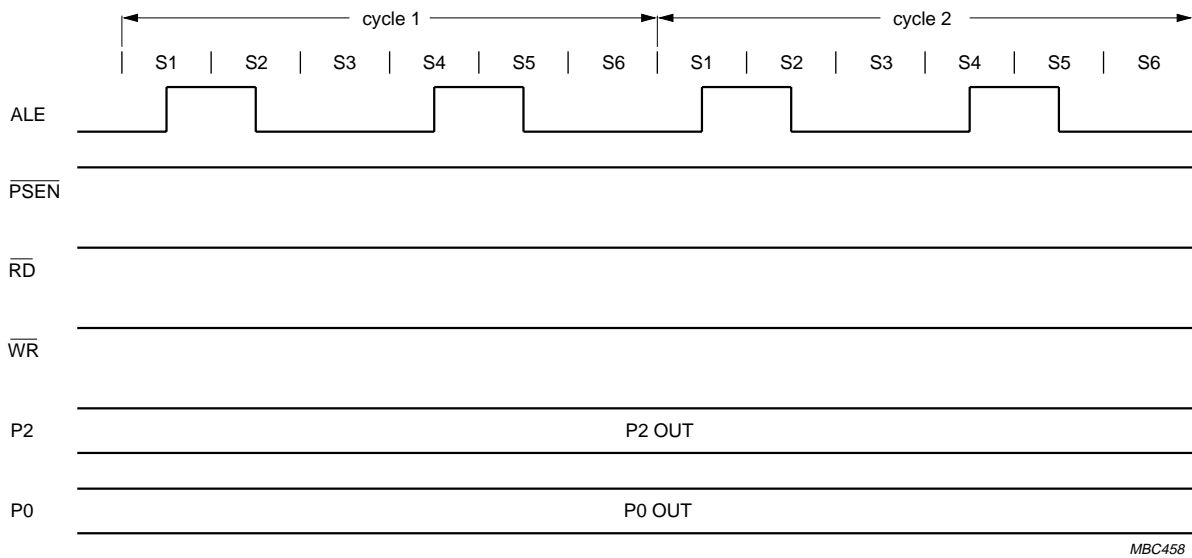 cycle 1 cycle 2
S1 S2 S3 S4 S5 S6 S1 S2 S3 S4 S5 S6
ALE
PSEN
RD
WR
P2 P2 OUT
P0 P0 OUT
MBC458